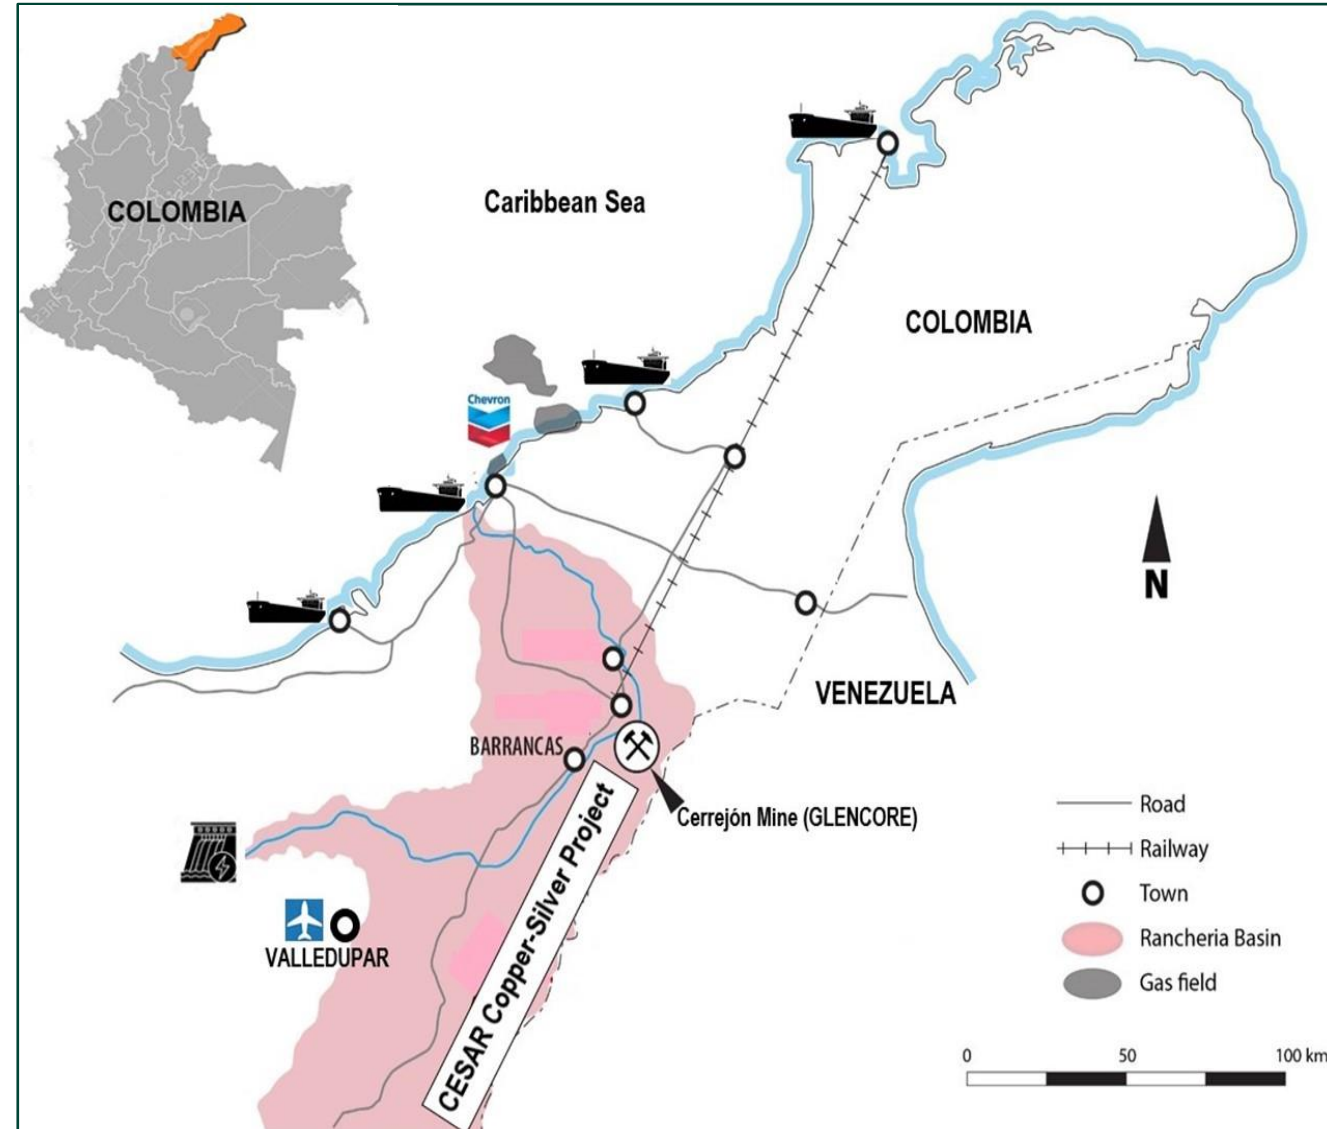 COLOMBIA
Caribbean Sea
COLOMBIA
Chevron
N
VENEZUELA
BARRANCAS
Cerrejón Mine (GLENCORE)
CESAR Copper-Silver Project
VALLEDUPAR
Road
Railway
Town
Rancheria Basin
Gas field
0 50 100 km